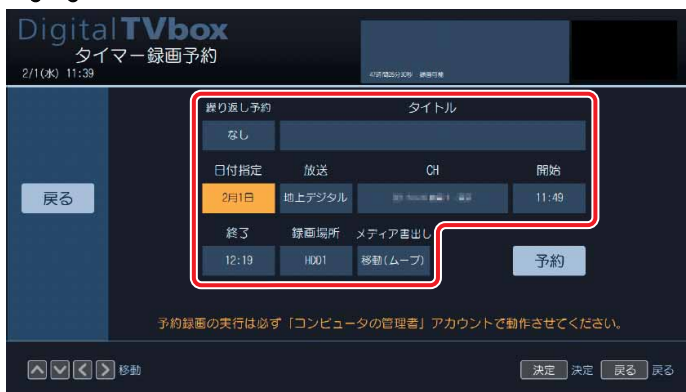 Digital TVbox
タイマー録画予約
2/1(水) 11:39
録画可能
繰り返し予約 タイトル
なし
日付指定 放送 CH 開始
戻る 2月1日 地上デジタル 11:49
終了 録画場所 メディア書出し
12:19 HDD1 移動(ムーブ) 予約
予約録画の実行は必ず「コンピュータの管理者」アカウントで動作させてください。
移動 決定 決定 戻る 戻る